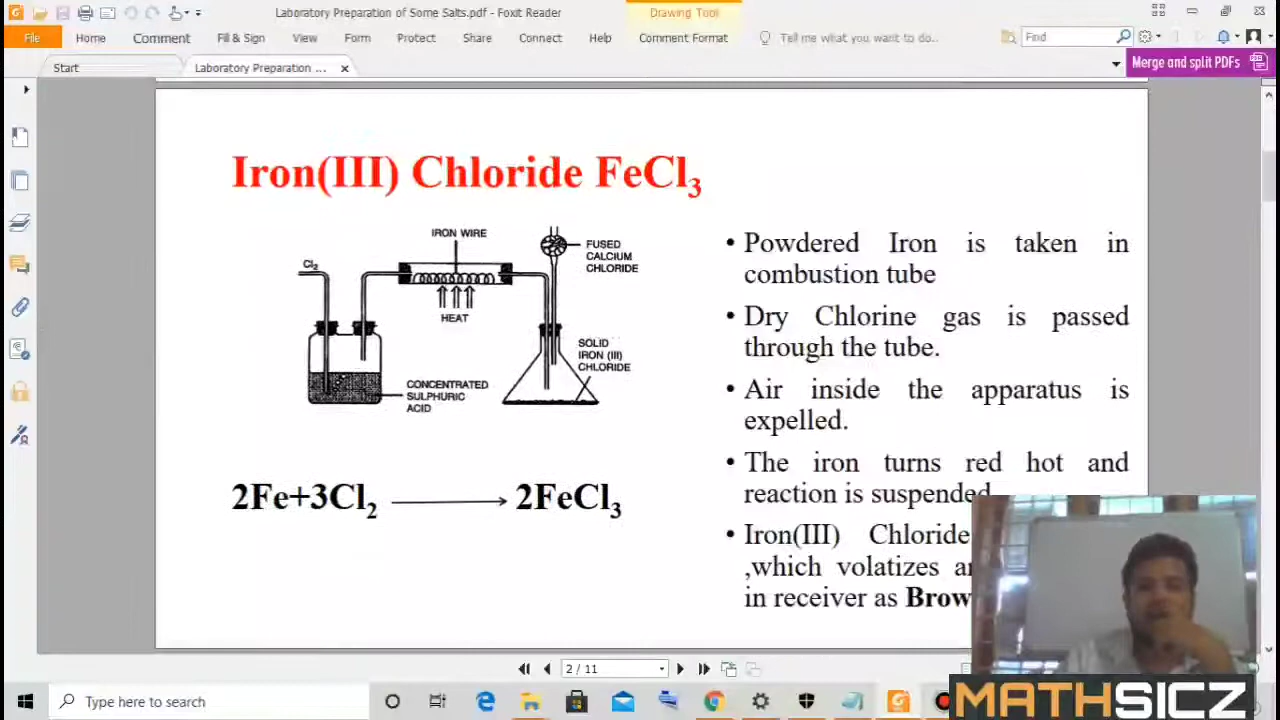 Laboratory Preparation of Some Salts.pdf - Foxit Reader
Drawing Tool
File
Home
Comment
Fill & Sign
View
Form
Protect
Share
Connect
Help
Comment Format
Tell me what you want to do..
Find
Start
Laboratory Preparation ...
Merge and split PDFs
Iron(III) Chloride FeCl3
IRON WIRE
Cl2
HEAT
FUSED
CALCIUM
CHLORIDE
SOLID
IRON (III)
CHLORIDE
CONCENTRATED
SULPHURIC
ACID
2Fe+3Cl2 → 2FeCl3
• Powdered Iron is taken in
combustion tube
• Dry Chlorine gas is passed
through the tube.
• Air inside the apparatus is
expelled.
• The iron turns red hot and
reaction is suspended
• Iron(III) Chloride
,which volatizes
in receiver as
2 / 11
Type here to search
MATHSICZ